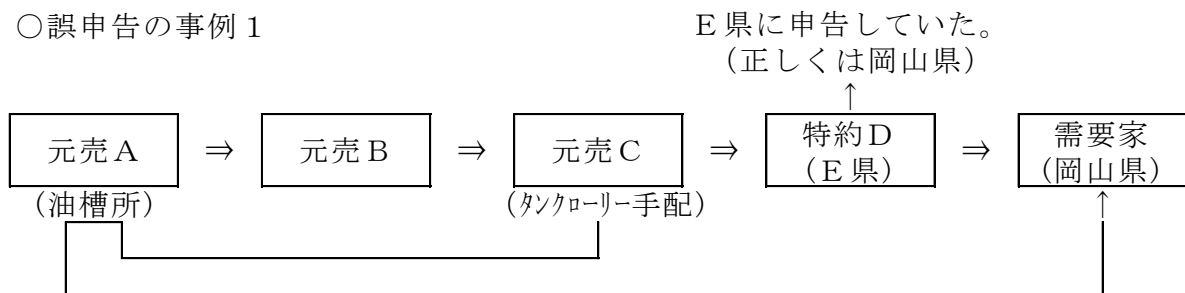 ○誤申告の事例1
E県に申告していた。
(正しくは岡山県)
↑
元売A ⇒ 元売B ⇒ 元売C ⇒ 特約D ⇒ 需要家
(E県) (岡山県)
(油槽所) (ﾀﾝｸﾛｰﾘｰ手配) ↑